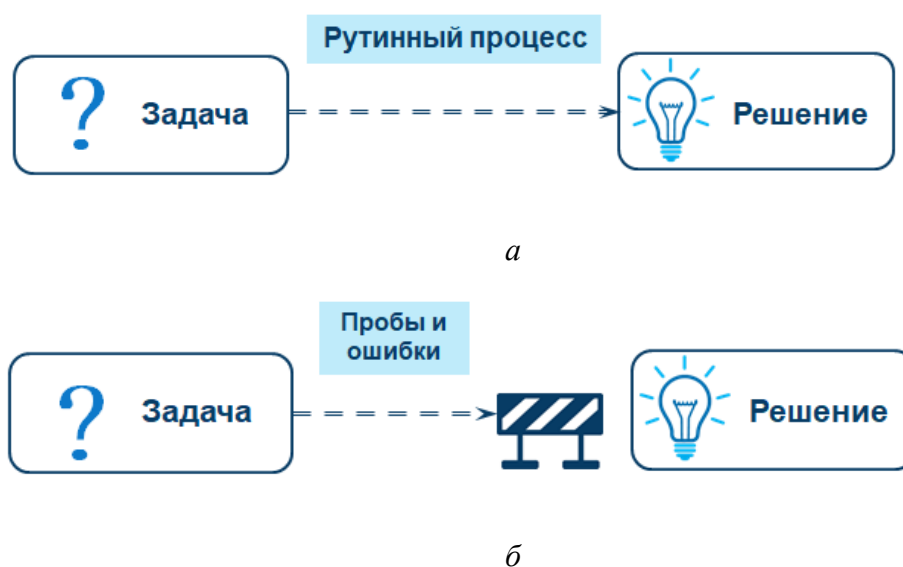 Рутинный процесс
? Задача
Решение
а
Пробы и
ошибки
? Задача
Решение
б